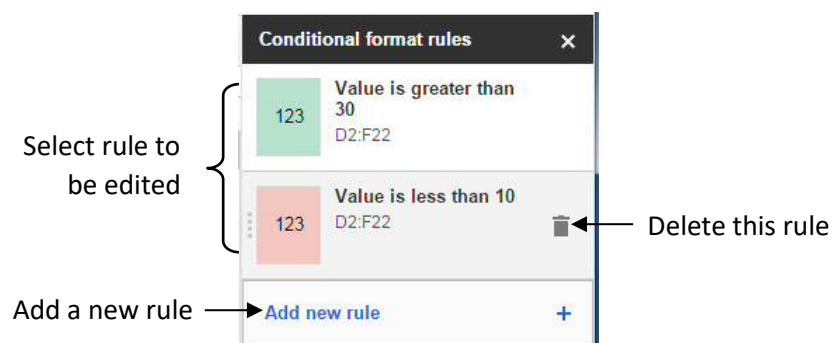 Conditional format rules ×
Value is greater than
30
123
D2:F22
Select rule to
be edited
Value is less than 10
123
D2:F22
Delete this rule
Add a new rule
Add new rule +